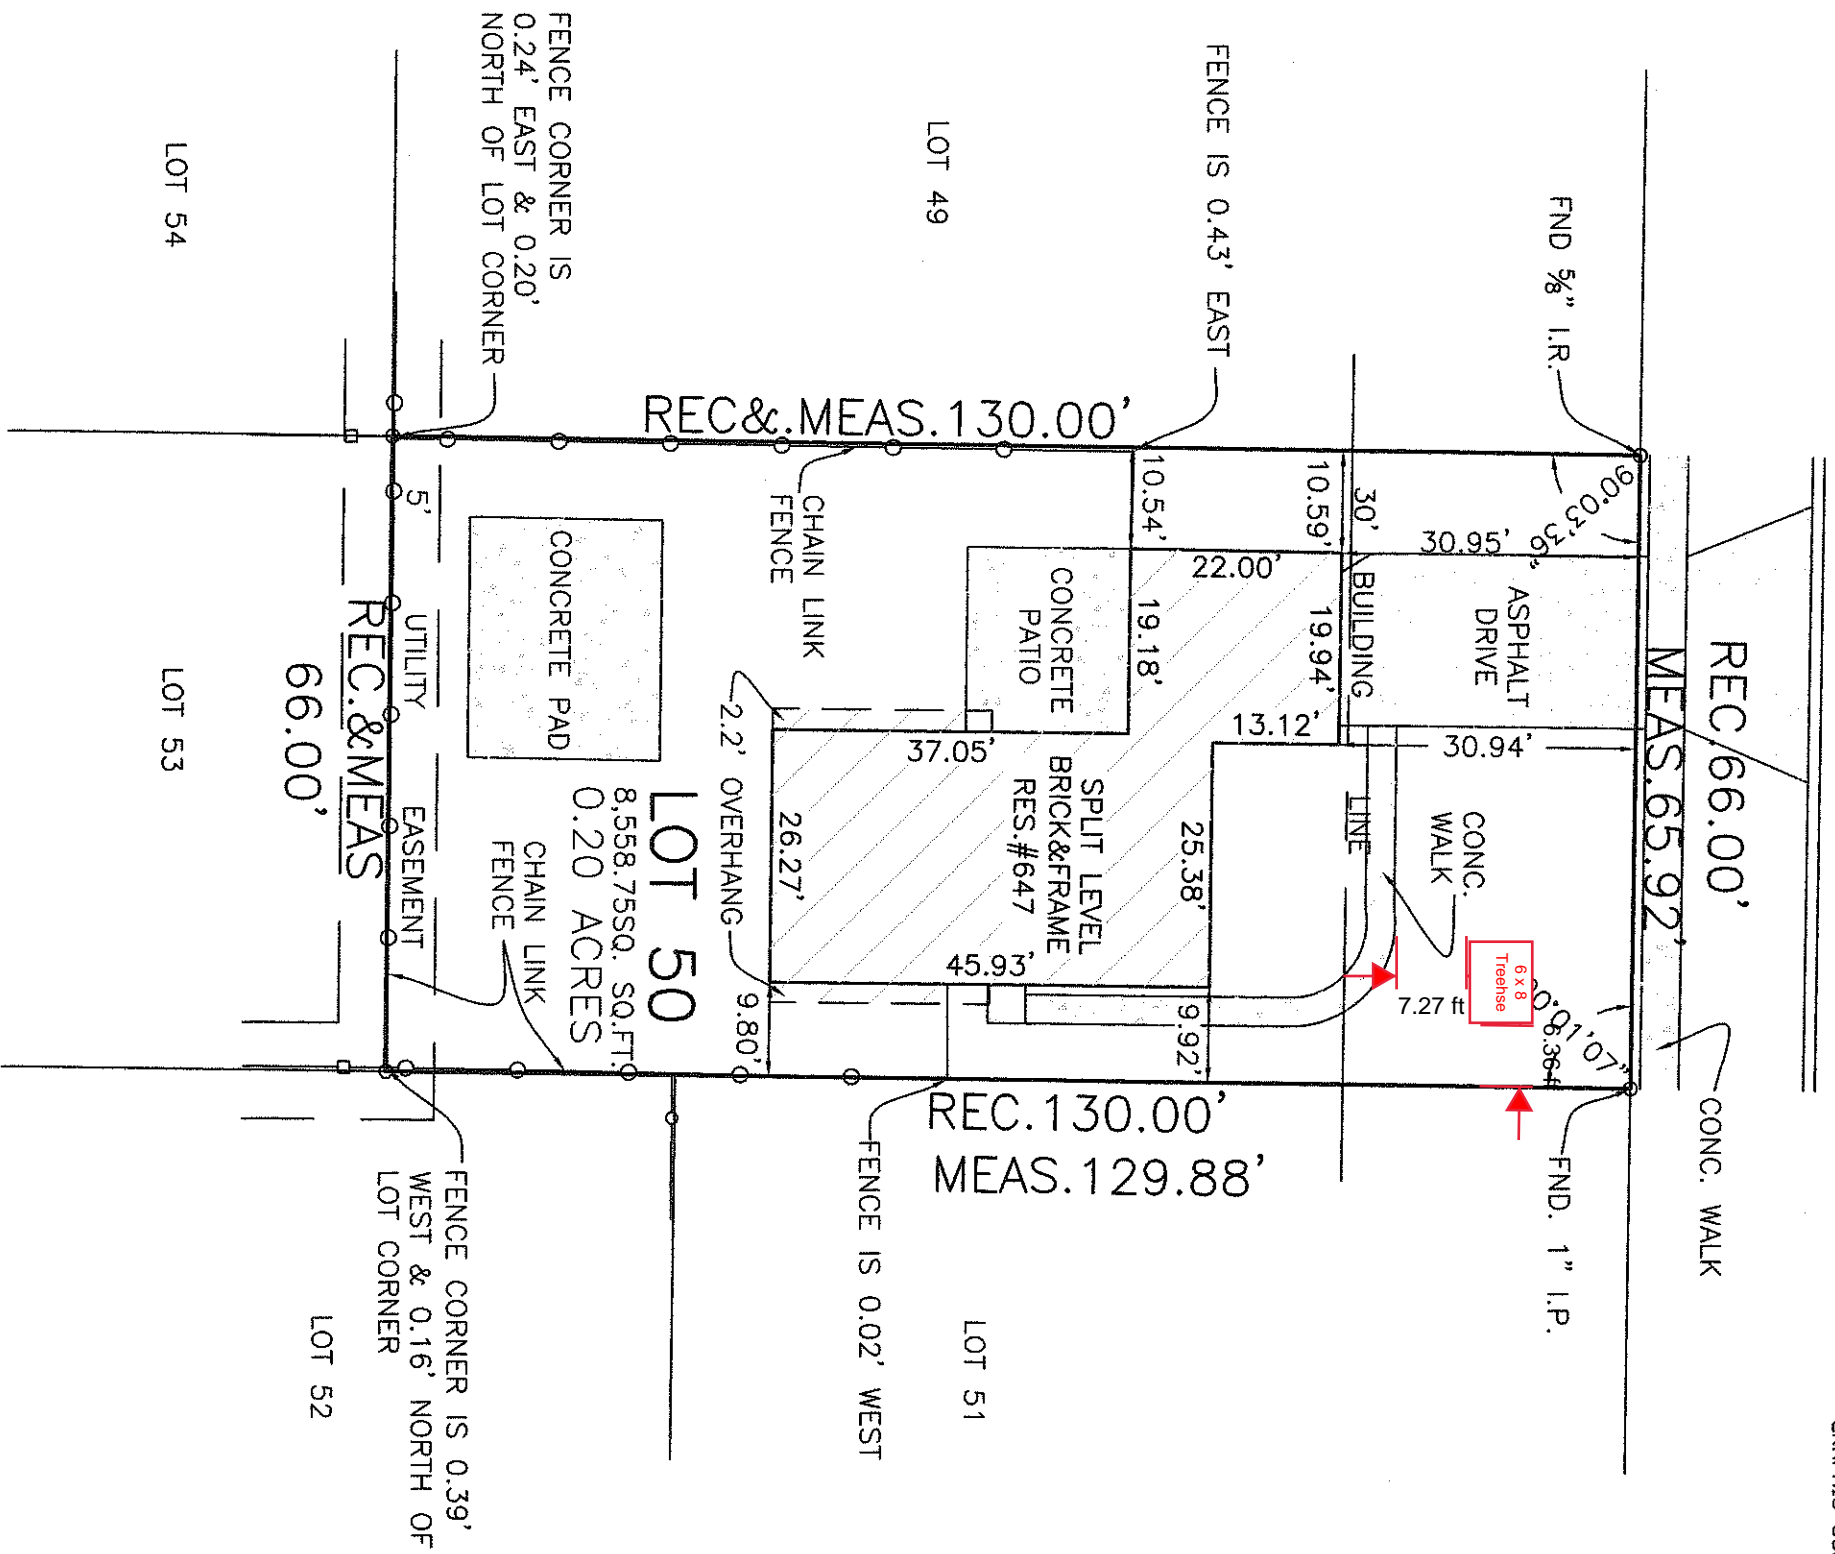 FENCE CORNER IS
0.24' EAST & 0.20'
NORTH OF LOT CORNER
LOT 54
LOT 49
FENCE IS 0.43' EAST
FND ⅝" I.R.
REC&.MEAS.130.00'
90°03'36"
REC.66.00'
MEAS.65.92'
10.54'
10.59'
30'
30.95'
22.00'
ASPHALT
DRIVE
BUILDING
LINE
CHAIN LINK
FENCE
CONCRETE
PATIO
19.18'
19.94'
13.12'
30.94'
5'
UTILITY
EASEMENT
CONCRETE PAD
REC.&MEAS
66.00'
LOT 53
2.2' OVERHANG
37.05'
SPLIT LEVEL
BRICK&FRAME
RES.#647
25.38'
26.27'
45.93'
CONC.
WALK
LOT 50
8,558.75SQ. SQ.FT.
0.20 ACRES
CHAIN LINK
FENCE
9.80'
9.92'
6 x 8
Treehse
7.27 ft
0°01'07"
6.36 ft
REC.130.00'
MEAS.129.88'
CONC. WALK
FND. 1" I.P.
FENCE IS 0.02' WEST
LOT 51
FENCE CORNER IS 0.39'
WEST & 0.16' NORTH OF
LOT CORNER
LOT 52